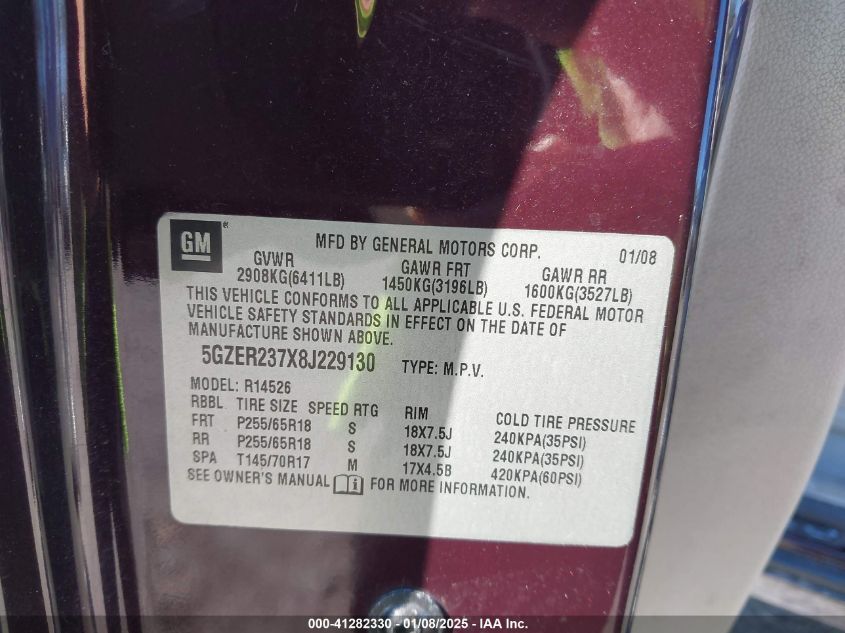 GM ®
MFD BY GENERAL MOTORS CORP. 01/08
GVWR GAWR FRT GAWR RR
2908KG(6411LB) 1450KG(3196LB) 1600KG(3527LB)
THIS VEHICLE CONFORMS TO ALL APPLICABLE U.S. FEDERAL MOTOR
VEHICLE SAFETY STANDARDS IN EFFECT ON THE DATE OF
MANUFACTURE SHOWN ABOVE.
5GZER237X8J229130 TYPE: M.P.V.
MODEL: R14526
RBBL TIRE SIZE SPEED RTG RIM COLD TIRE PRESSURE
FRT P255/65R18 S 18X7.5J 240KPA(35PSI)
RR P255/65R18 S 18X7.5J 240KPA(35PSI)
SPA T145/70R17 M 17X4.5B 420KPA(60PSI)
SEE OWNER'S MANUAL FOR MORE INFORMATION.
000-41282330 - 01/08/2025 - IAA Inc.